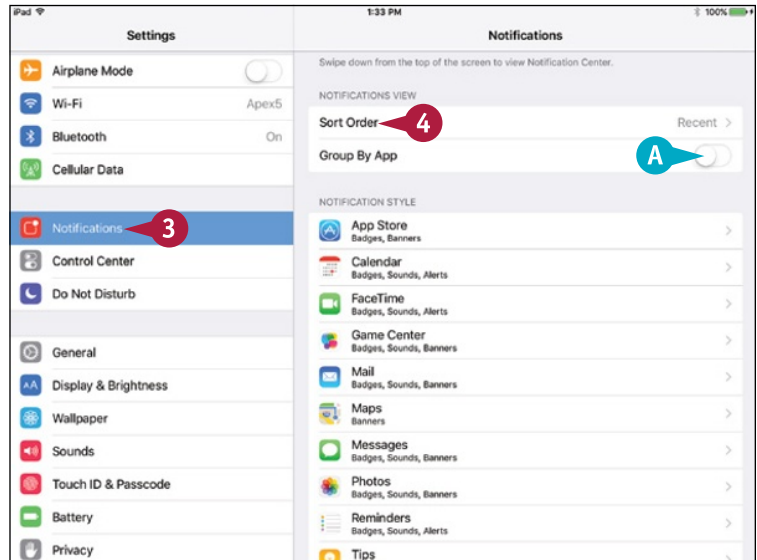 iPad
1:33 PM
100%
Settings
Airplane Mode
Wi-Fi
Apex5
Bluetooth
On
Cellular Data
Notifications
3
Control Center
Do Not Disturb
General
AA
Display & Brightness
Wallpaper
Sounds
Touch ID & Passcode
Battery
Privacy
Notifications
Swipe down from the top of the screen to view Notification Center.
NOTIFICATIONS VIEW
Sort Order
4
Recent
Group By App
A
NOTIFICATION STYLE
App Store
Badges, Banners
Calendar
Badges, Sounds, Alerts
FaceTime
Badges, Sounds, Alerts
Game Center
Badges, Sounds, Banners
Mail
Badges, Sounds, Banners
Maps
Banners
Messages
Badges, Sounds, Banners
Photos
Badges, Sounds, Banners
Reminders
Badges, Sounds, Alerts
Tips